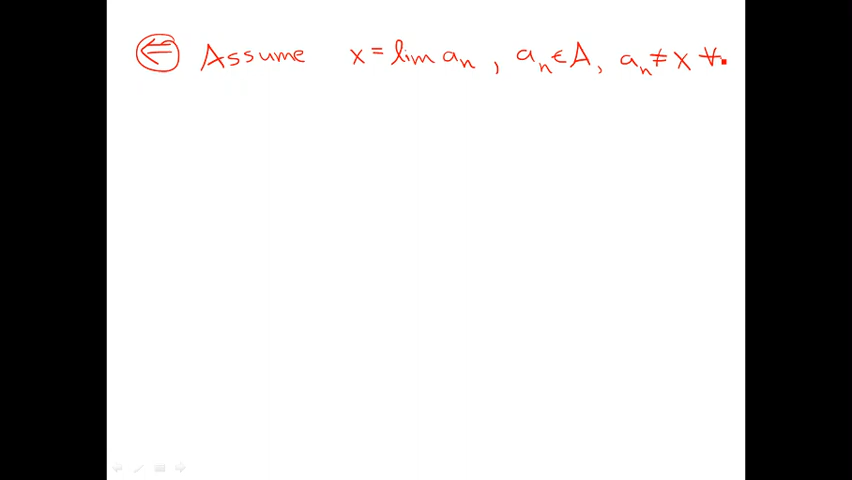 ⇐ Assume x = lim aₙ , aₙ ∈ A, aₙ ≠ x ∀